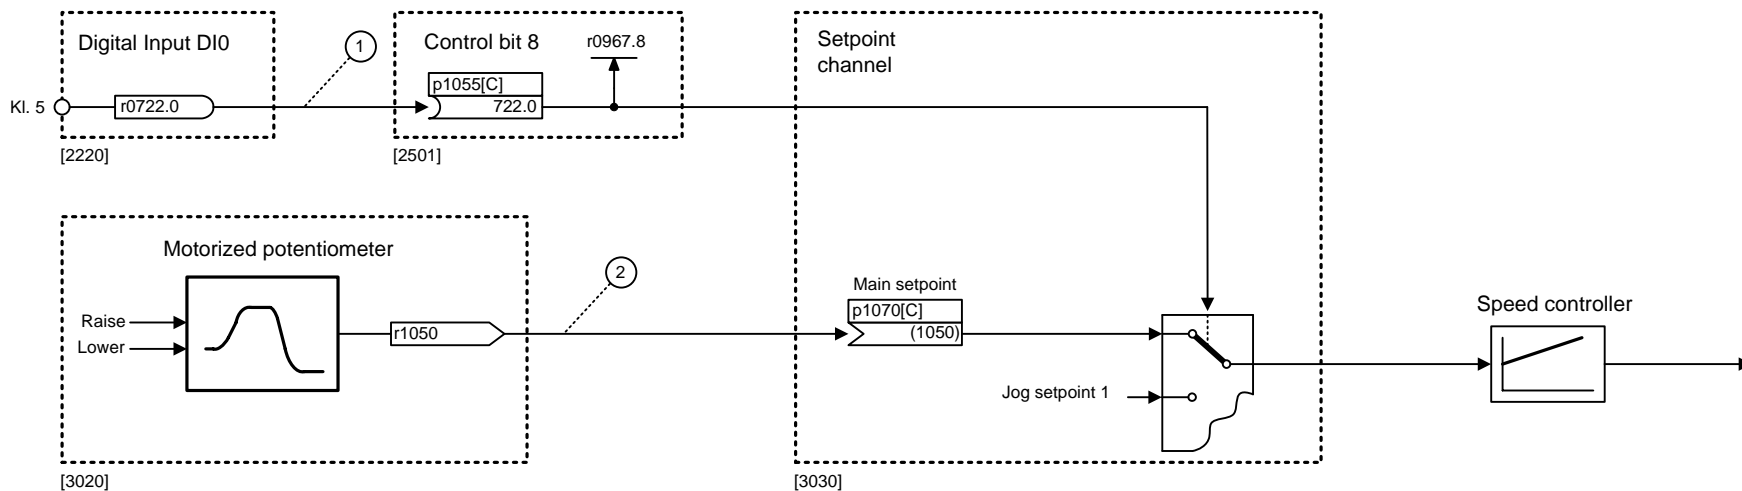 Digital Input DI0
1
Control bit 8
r0967.8
Setpoint
channel
p1055[C]
Kl. 5
r0722.0
722.0
[2220]
[2501]
Motorized potentiometer
2
Main setpoint
Speed controller
p1070[C]
Raise
r1050
(1050)
Lower
Jog setpoint 1
[3020]
[3030]